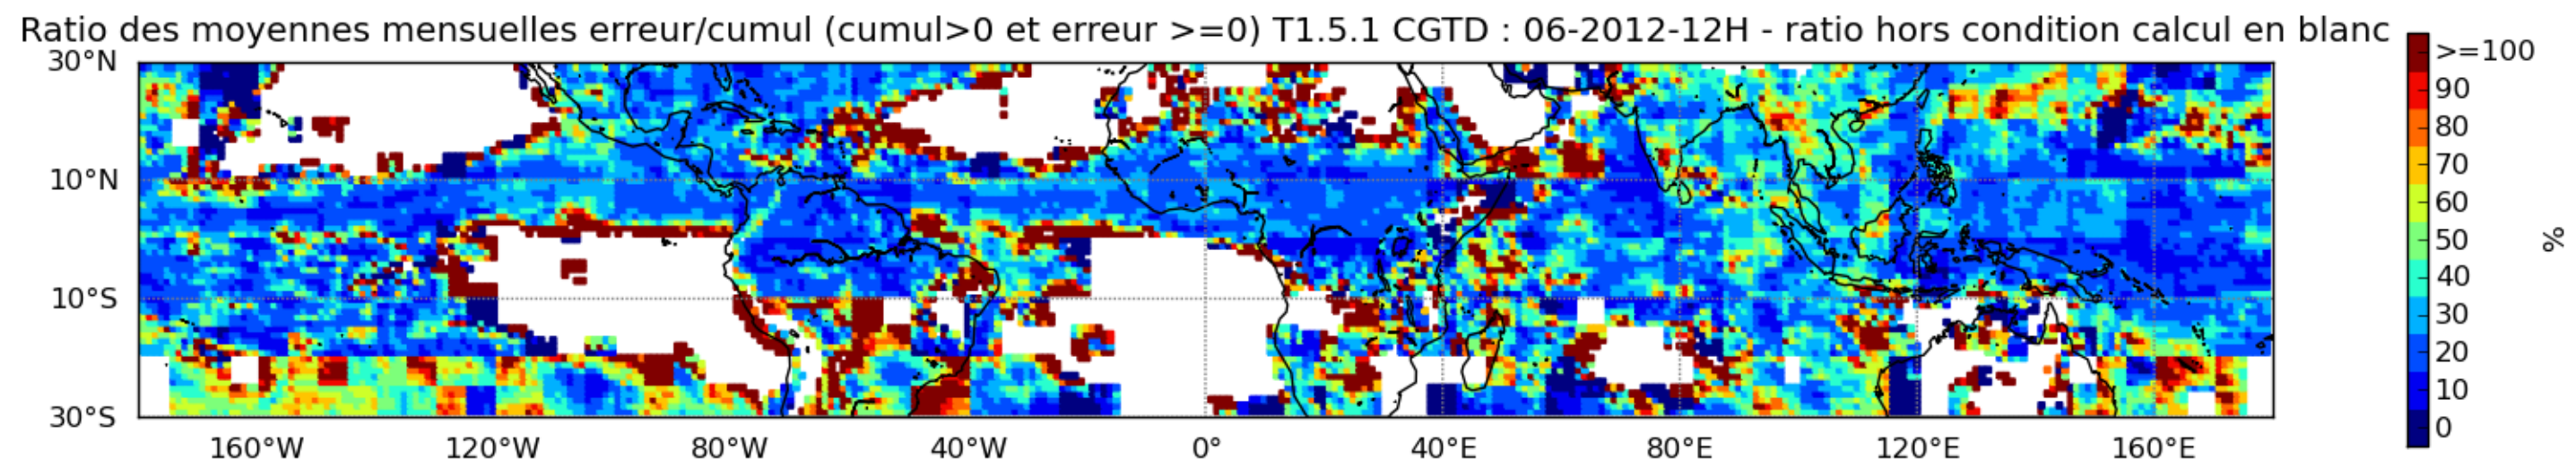 Ratio des moyennes mensuelles erreur/cumul (cumul>0 et erreur >=0) T1.5.1 CGTD : 06-2012-12H - ratio hors condition calcul en blanc
30°N
10°N
10°S
30°S
160°W 120°W 80°W 40°W 0° 40°E 80°E 120°E 160°E
>=100
90
80
70
60
50
40
30
20
10
0
%